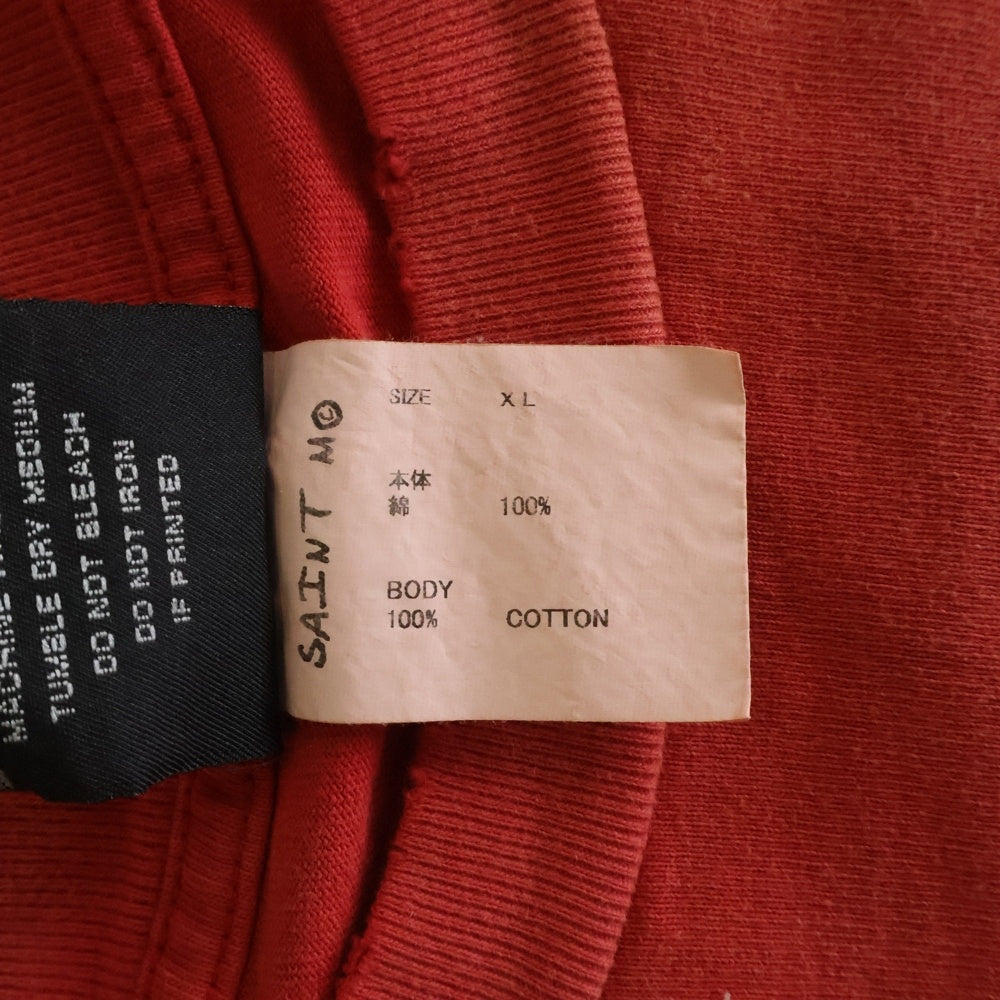 MACHINE
TUMBLE DRY MEDIUM
DO NOT BLEACH
DO NOT IRON
IF PRINTED
SAINT M©
SIZE XL
本体
綿 100%
BODY
100% COTTON